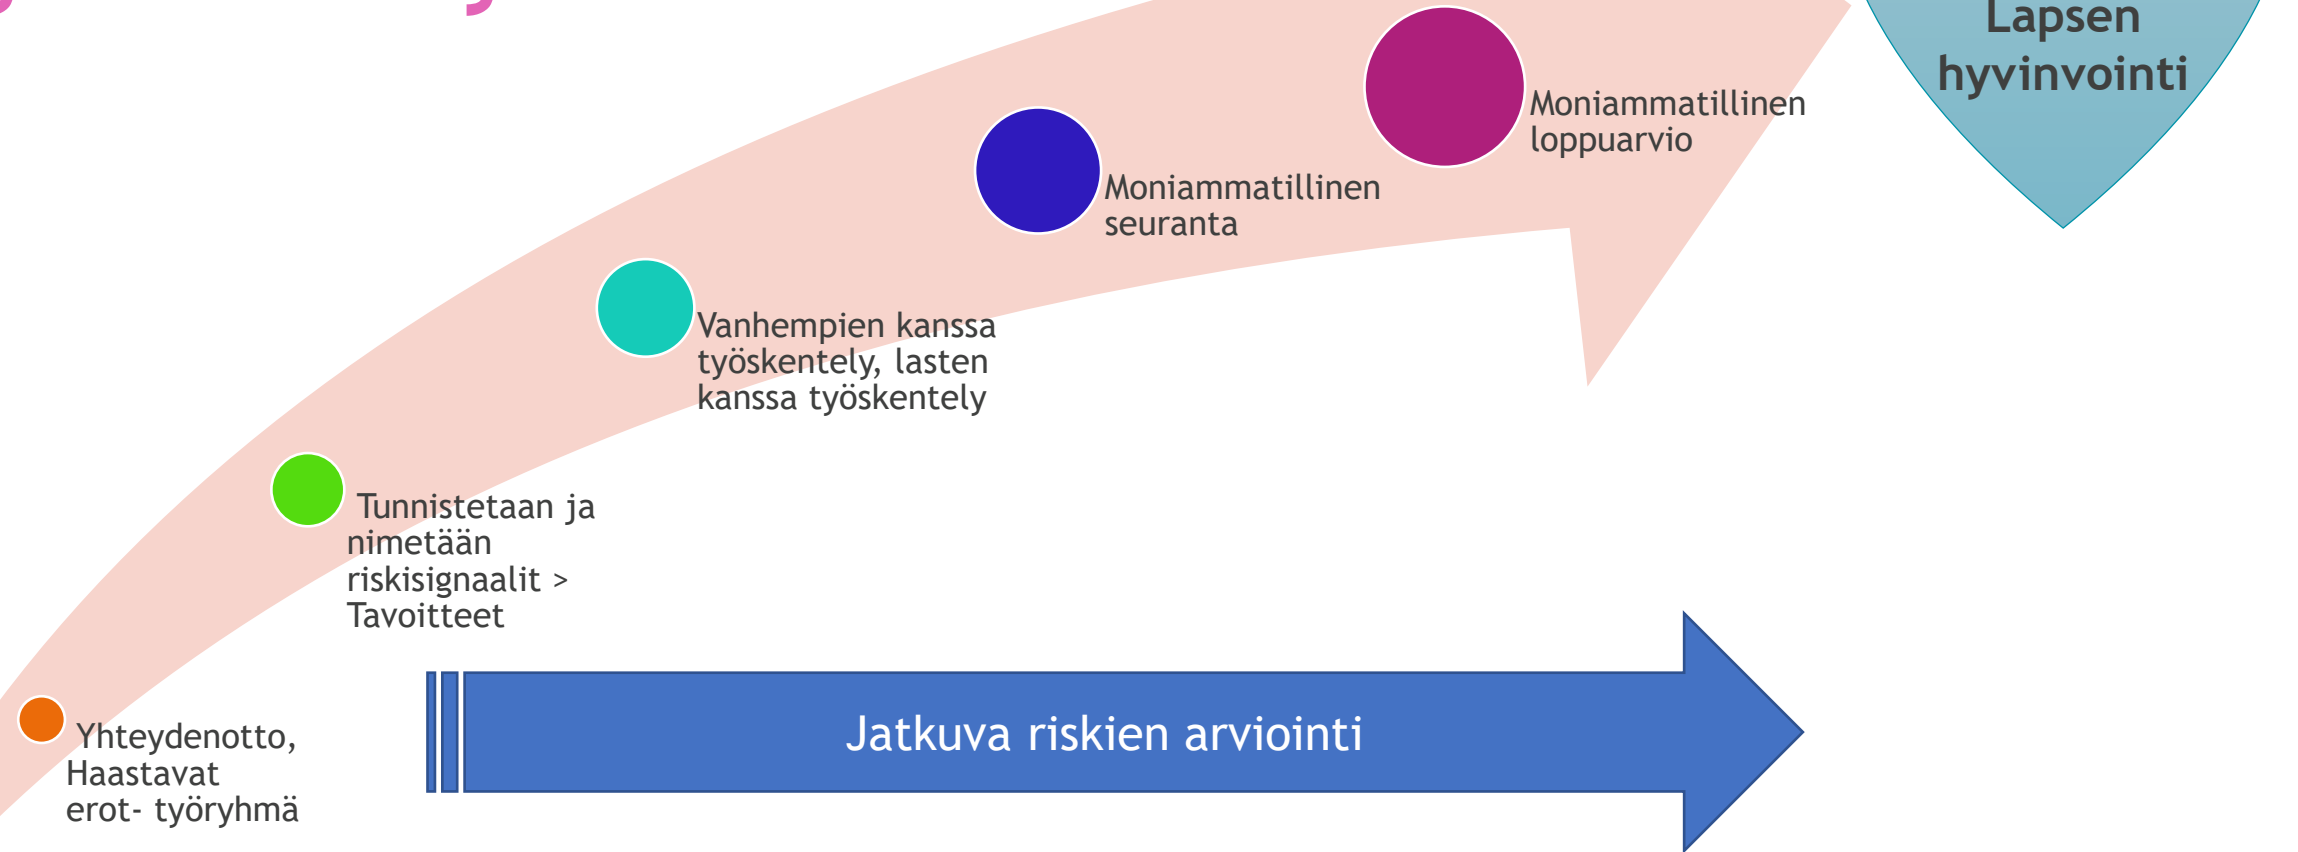 Lapsen
hyvinvointi
Moniammatillinen
loppuarvio
Moniammatillinen
seuranta
Vanhempien kanssa
työskentely, lasten
kanssa työskentely
Tunnistetaan ja
nimetään
riskisignaalit >
Tavoitteet
Yhteydenotto,
Haastavat
erot- työryhmä
Jatkuva riskien arviointi